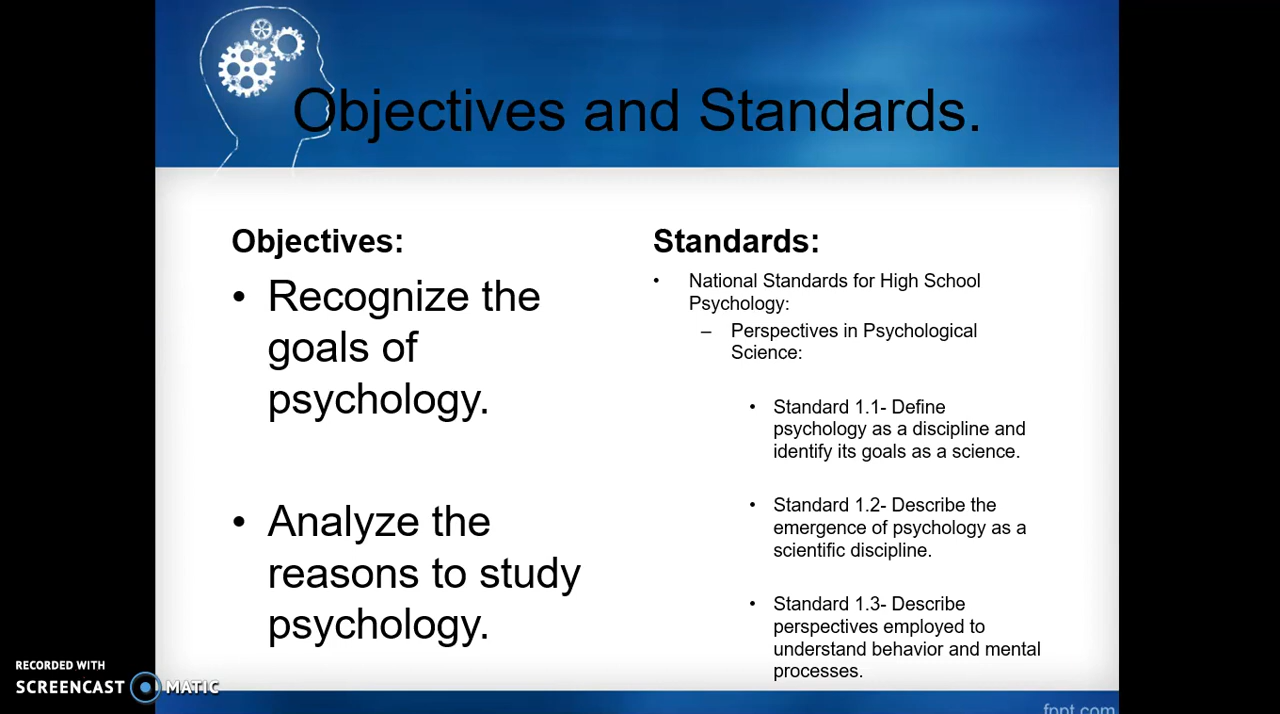 Objectives and Standards.
Objectives:
• Recognize the
goals of
psychology.
• Analyze the
reasons to study
psychology.
Standards:
• National Standards for High School
Psychology:
– Perspectives in Psychological
Science:
• Standard 1.1- Define
psychology as a discipline and
identify its goals as a science.
• Standard 1.2- Describe the
emergence of psychology as a
scientific discipline.
• Standard 1.3- Describe
perspectives employed to
understand behavior and mental
processes.
RECORDED WITH
SCREENCAST MATIC
fppt.com